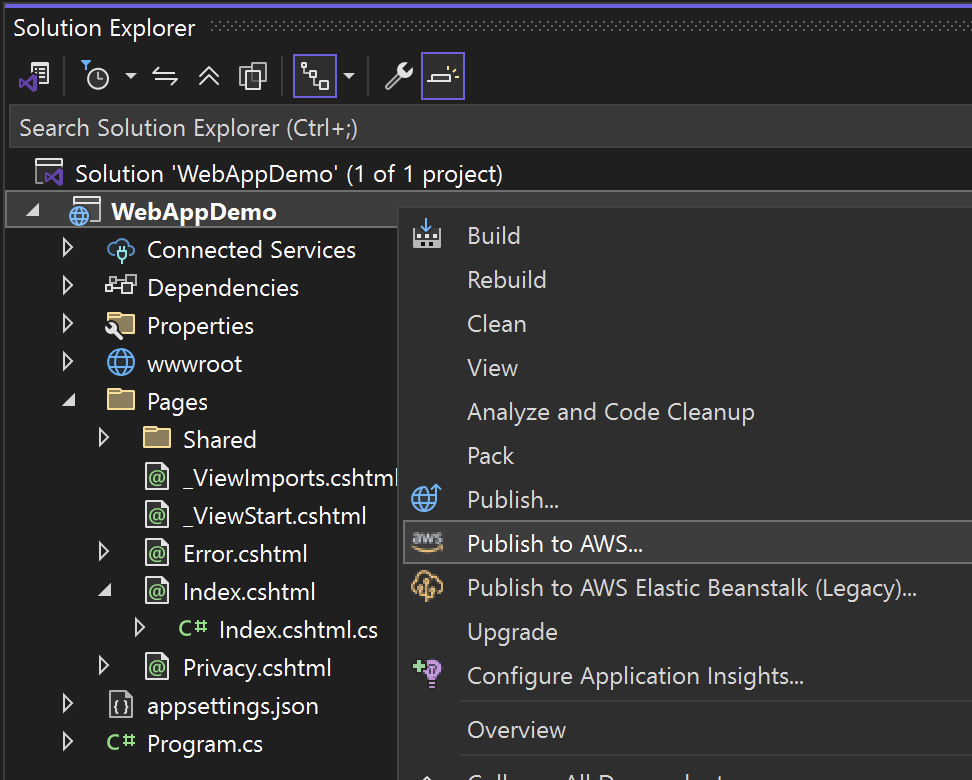 Solution Explorer
Search Solution Explorer (Ctrl+;)
Solution 'WebAppDemo' (1 of 1 project)
WebAppDemo
Connected Services
Dependencies
Properties
wwwroot
Pages
Shared
_ViewImports.cshtml
_ViewStart.cshtml
Error.cshtml
Index.cshtml
C# Index.cshtml.cs
Privacy.cshtml
appsettings.json
C# Program.cs
Build
Rebuild
Clean
View
Analyze and Code Cleanup
Pack
Publish...
aws Publish to AWS...
Publish to AWS Elastic Beanstalk (Legacy)...
Upgrade
Configure Application Insights...
Overview